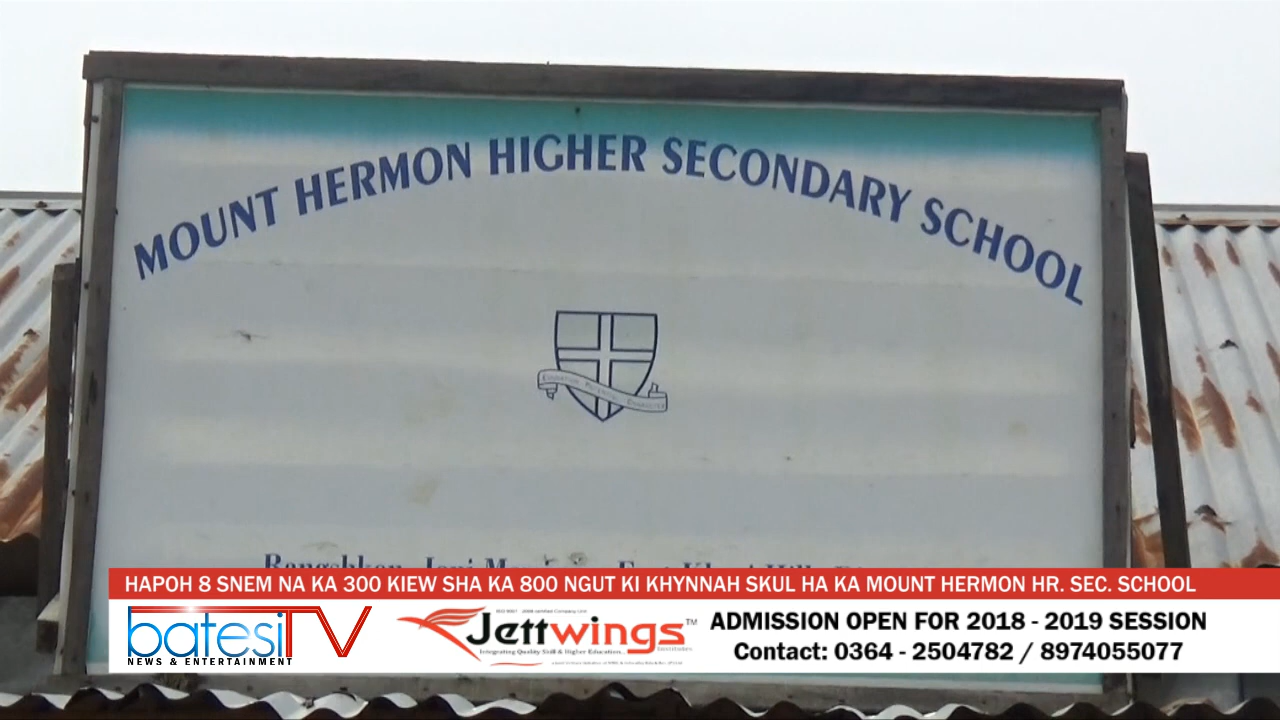 MOUNT HERMON HIGHER SECONDARY SCHOOL
HAPOH 8 SNEM NA KA 300 KIEW SHA KA 800 NGUT KI KHYNNAH SKUL HA KA MOUNT HERMON HR. SEC. SCHOOL
batesi TV
NEWS & ENTERTAINMENT
Jettwings™
Integrating Quality Skill & Higher Education...
ADMISSION OPEN FOR 2018 - 2019 SESSION
Contact: 0364 - 2504782 / 8974055077